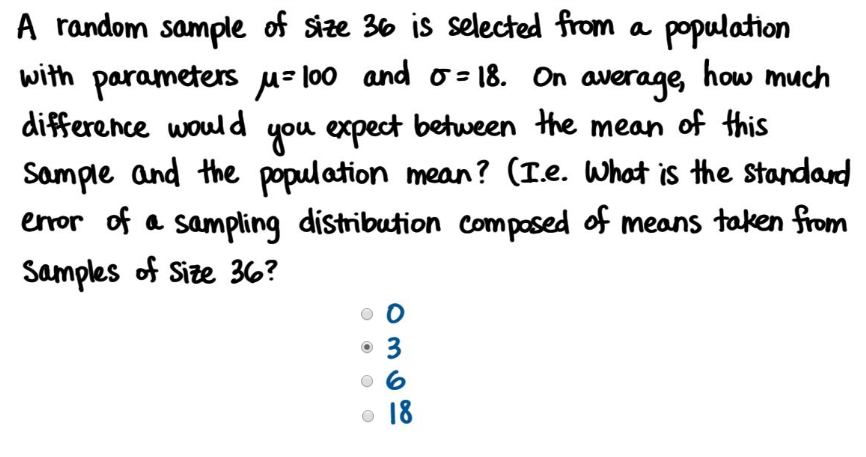 A random sample of size 36 is selected from a population
with parameters μ=100 and σ=18. On average, how much
difference would you expect between the mean of this
Sample and the population mean? (I.e. What is the standard
error of a sampling distribution composed of means taken from
Samples of Size 36?
0
3
6
18